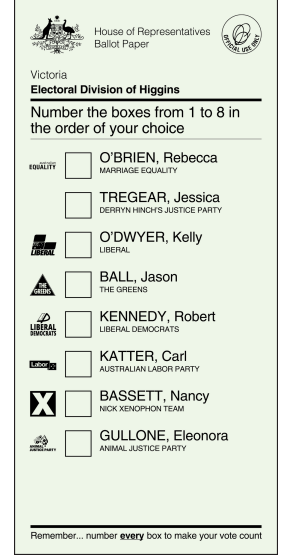 House of Representatives
Ballot Paper
OFFICIAL USE ONLY
Victoria
Electoral Division of Higgins
Number the boxes from 1 to 8 in
the order of your choice
EQUALITY
O'BRIEN, Rebecca
MARRIAGE EQUALITY
TREGEAR, Jessica
DERRYN HINCH'S JUSTICE PARTY
LIBERAL
O'DWYER, Kelly
LIBERAL
THE
GREENS
BALL, Jason
THE GREENS
LIBERAL
DEMOCRATS
KENNEDY, Robert
LIBERAL DEMOCRATS
Labor
KATTER, Carl
AUSTRALIAN LABOR PARTY
X
BASSETT, Nancy
NICK XENOPHON TEAM
ANIMAL
JUSTICE PARTY
GULLONE, Eleonora
ANIMAL JUSTICE PARTY
Remember... number every box to make your vote count